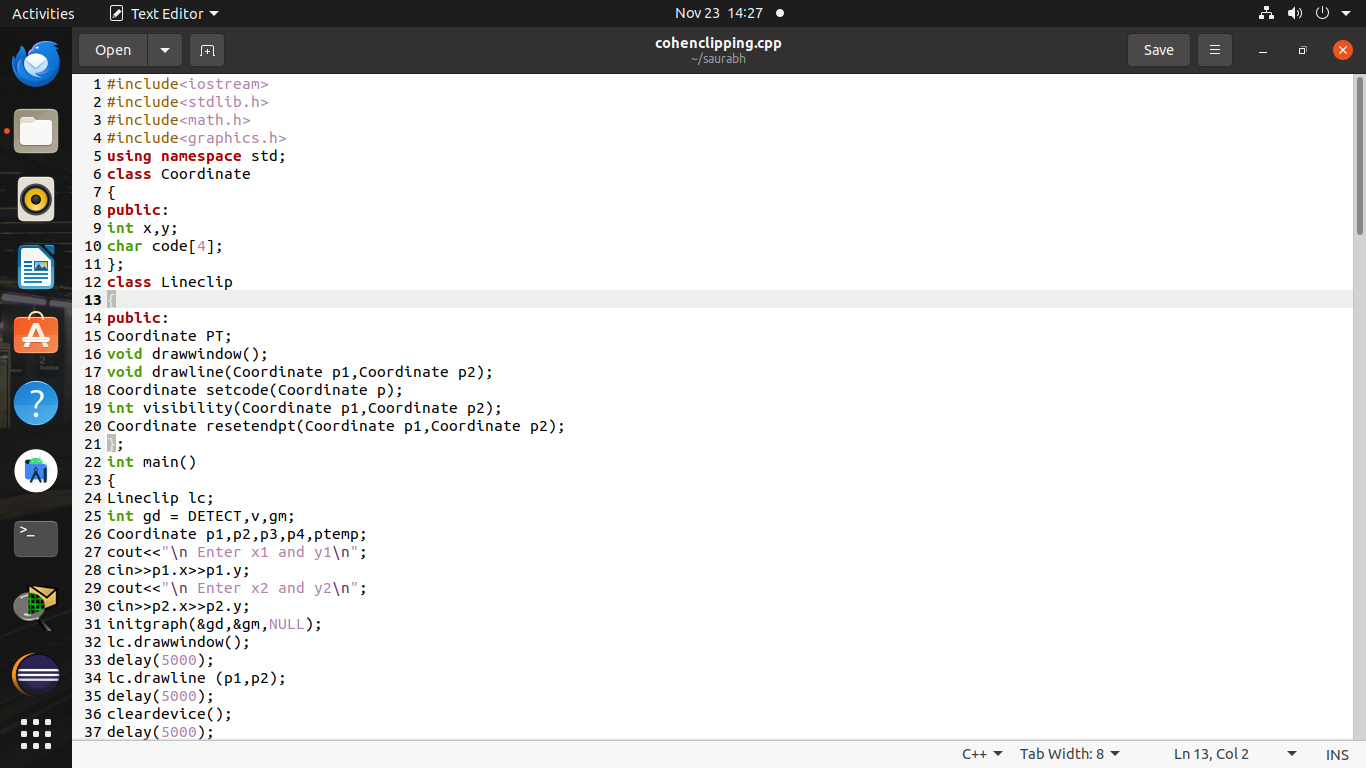 Activities Text Editor Nov 23 14:27
Open cohenclipping.cpp Save
~/saurabh
1 #include<iostream>
2 #include<stdlib.h>
3 #include<math.h>
4 #include<graphics.h>
5 using namespace std;
6 class Coordinate
7 {
8 public:
9 int x,y;
10 char code[4];
11 };
12 class Lineclip
13 {
14 public:
15 Coordinate PT;
16 void drawwindow();
17 void drawline(Coordinate p1,Coordinate p2);
18 Coordinate setcode(Coordinate p);
19 int visibility(Coordinate p1,Coordinate p2);
20 Coordinate resetendpt(Coordinate p1,Coordinate p2);
21 };
22 int main()
23 {
24 Lineclip lc;
25 int gd = DETECT,v,gm;
26 Coordinate p1,p2,p3,p4,ptemp;
27 cout<<"\n Enter x1 and y1\n";
28 cin>>p1.x>>p1.y;
29 cout<<"\n Enter x2 and y2\n";
30 cin>>p2.x>>p2.y;
31 initgraph(&gd,&gm,NULL);
32 lc.drawwindow();
33 delay(5000);
34 lc.drawline (p1,p2);
35 delay(5000);
36 cleardevice();
37 delay(5000);
C++ Tab Width: 8 Ln 13, Col 2 INS